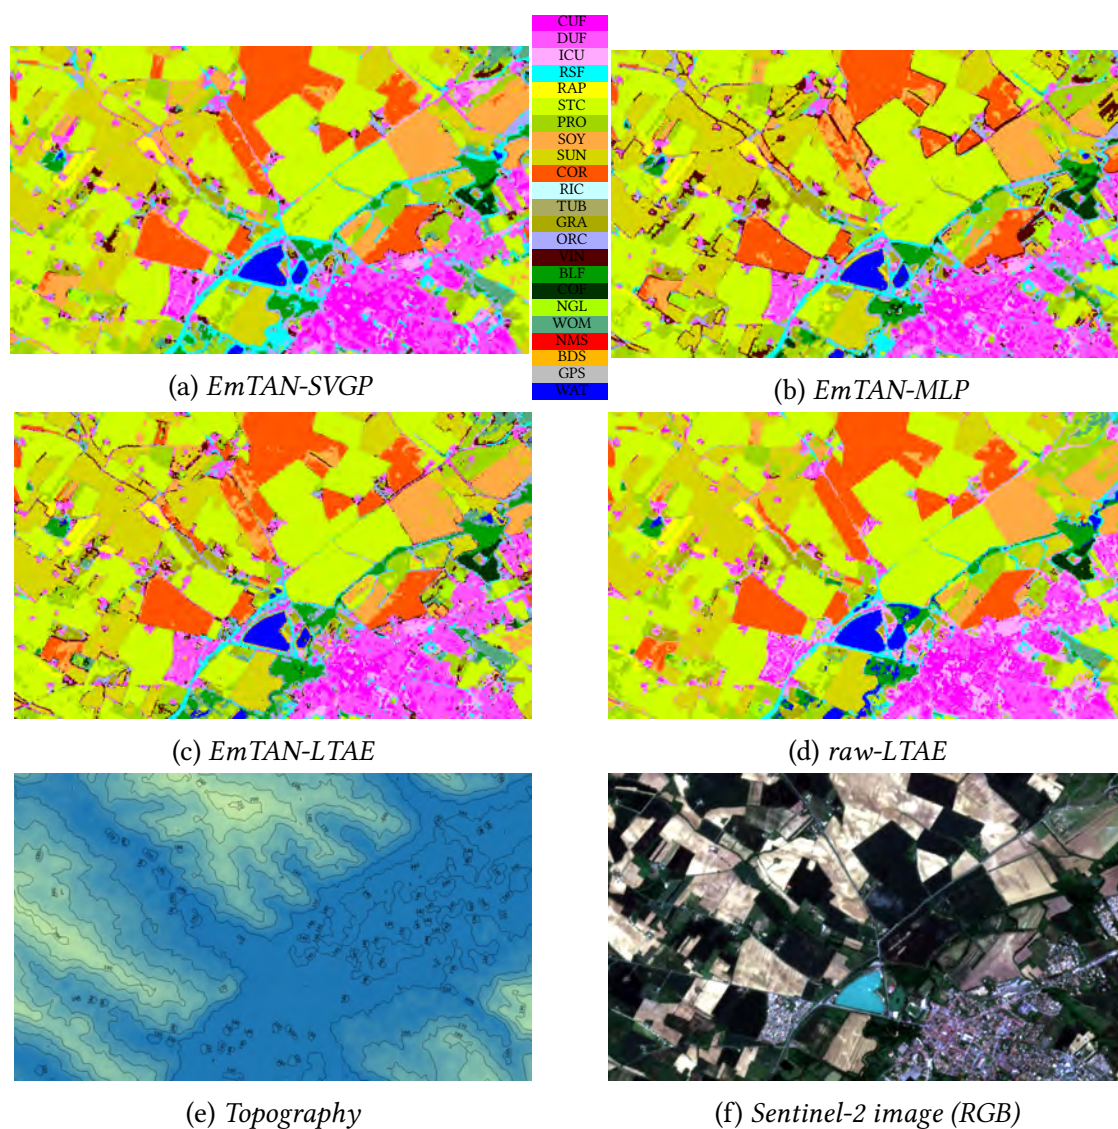 CUF
DUF
ICU
RSF
RAP
STC
PRO
SOY
SUN
COR
RIC
TUB
GRA
ORC
VIN
BLF
COF
NGL
WOM
NMS
BDS
GPS
WAT
(a) EmTAN-SVGP
(b) EmTAN-MLP
(c) EmTAN-LTAE
(d) raw-LTAE
(e) Topography
(f) Sentinel-2 image (RGB)